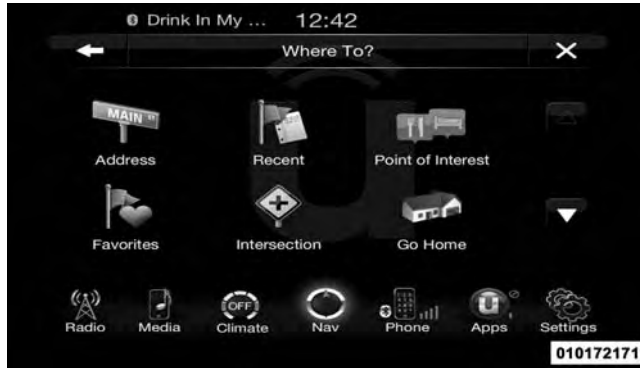 Drink In My ... 12:42
Where To?
MAIN ST
Address Recent Point of Interest
Favorites Intersection Go Home
OFF
Radio Media Climate Nav Phone Apps Settings
010172171